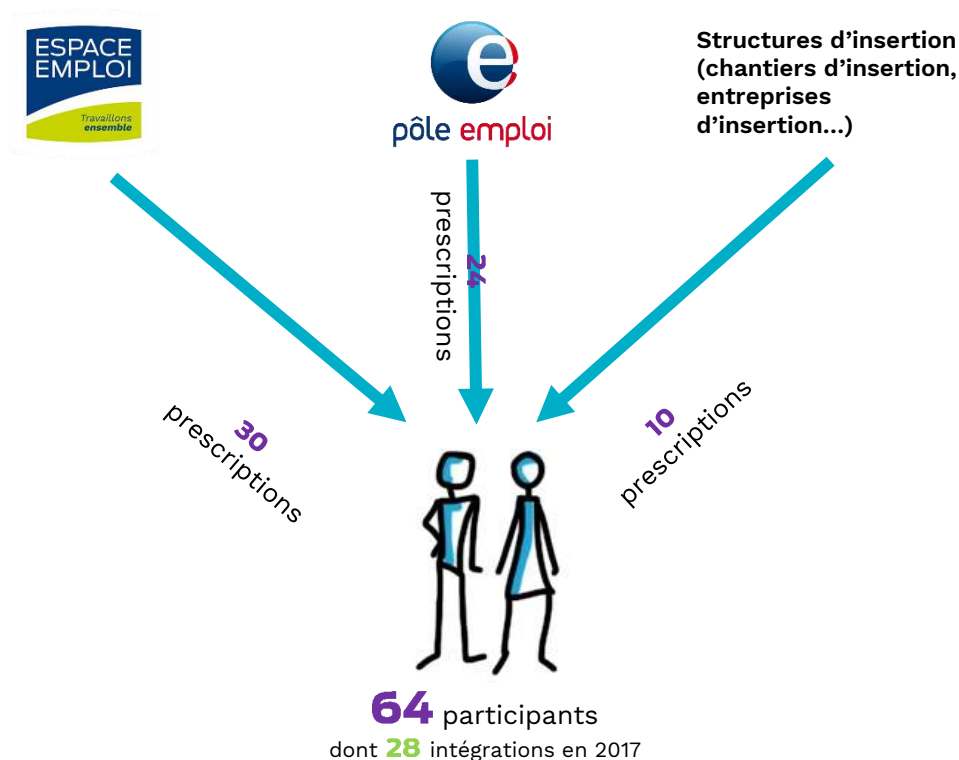 ESPACE
EMPLOI
Travaillons
ensemble
pôle emploi
Structures d’insertion
(chantiers d’insertion,
entreprises
d’insertion…)
30
prescriptions
24
prescriptions
10
prescriptions
64 participants
dont 28 intégrations en 2017